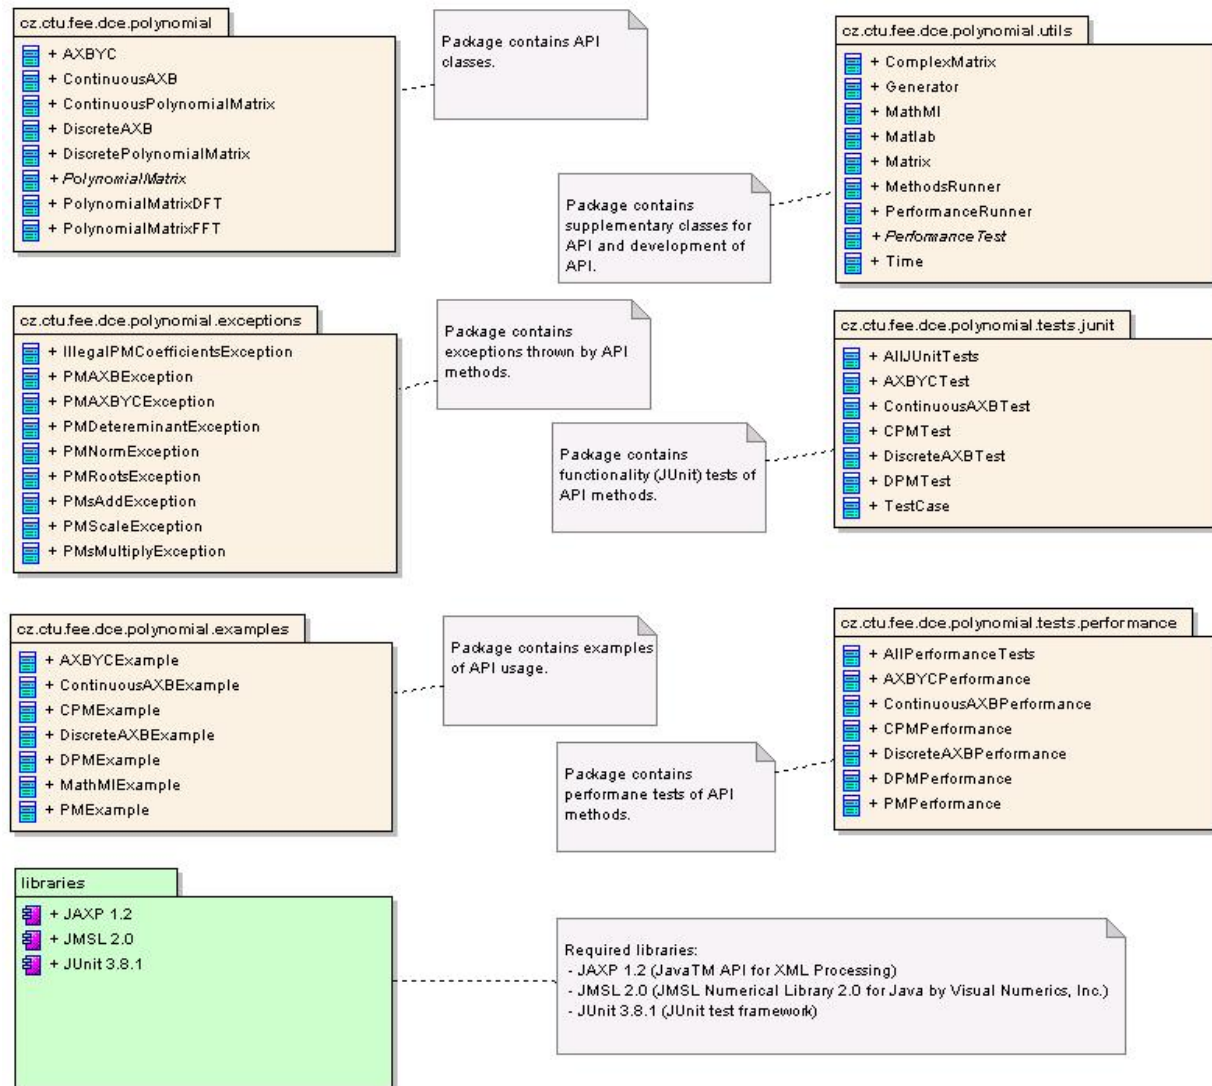 cz.ctu.fee.dce.polynomial
+ AXBYC
+ ContinuousAXB
+ ContinuousPolynomialMatrix
+ DiscreteAXB
+ DiscretePolynomialMatrix
+ PolynomialMatrix
+ PolynomialMatrixDFT
+ PolynomialMatrixFFT
Package contains API
classes.
cz.ctu.fee.dce.polynomial.utils
+ ComplexMatrix
+ Generator
+ MathMl
+ Matlab
+ Matrix
+ MethodsRunner
+ PerformanceRunner
+ PerformanceTest
+ Time
Package contains
supplementary classes for
API and development of
API.
cz.ctu.fee.dce.polynomial.exceptions
+ IllegalPMCoefficientsException
+ PMAXBException
+ PMAXBYCException
+ PMDetereminantException
+ PMNormException
+ PMRootsException
+ PMsAddException
+ PMScaleException
+ PMsMultiplyException
Package contains
exceptions thrown by API
methods.
cz.ctu.fee.dce.polynomial.tests.junit
+ AllJUnitTests
+ AXBYCTest
+ ContinuousAXBTest
+ CPMTest
+ DiscreteAXBTest
+ DPMTest
+ TestCase
Package contains
functionality (JUnit) tests of
API methods.
cz.ctu.fee.dce.polynomial.examples
+ AXBYCExample
+ ContinuousAXBExample
+ CPMExample
+ DiscreteAXBExample
+ DPMExample
+ MathMlExample
+ PMExample
Package contains examples
of API usage.
cz.ctu.fee.dce.polynomial.tests.performance
+ AllPerformanceTests
+ AXBYCPerformance
+ ContinuousAXBPerformance
+ CPMPerformance
+ DiscreteAXBPerformance
+ DPMPerformance
+ PMPerformance
Package contains
performane tests of API
methods.
libraries
+ JAXP 1.2
+ JMSL 2.0
+ JUnit 3.8.1
Required libraries:
- JAXP 1.2 (JavaTM API for XML Processing)
- JMSL 2.0 (JMSL Numerical Library 2.0 for Java by Visual Numerics, Inc.)
- JUnit 3.8.1 (JUnit test framework)